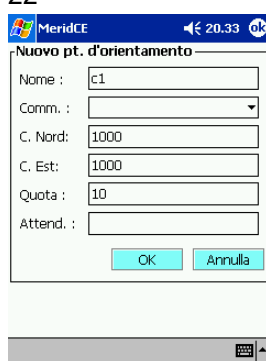 22
MeridCE 20.33 ok
Nuovo pt. d'orientamento
Nome : c1
Comm. :
C. Nord: 1000
C. Est: 1000
Quota : 10
Attend. :
OK Annulla